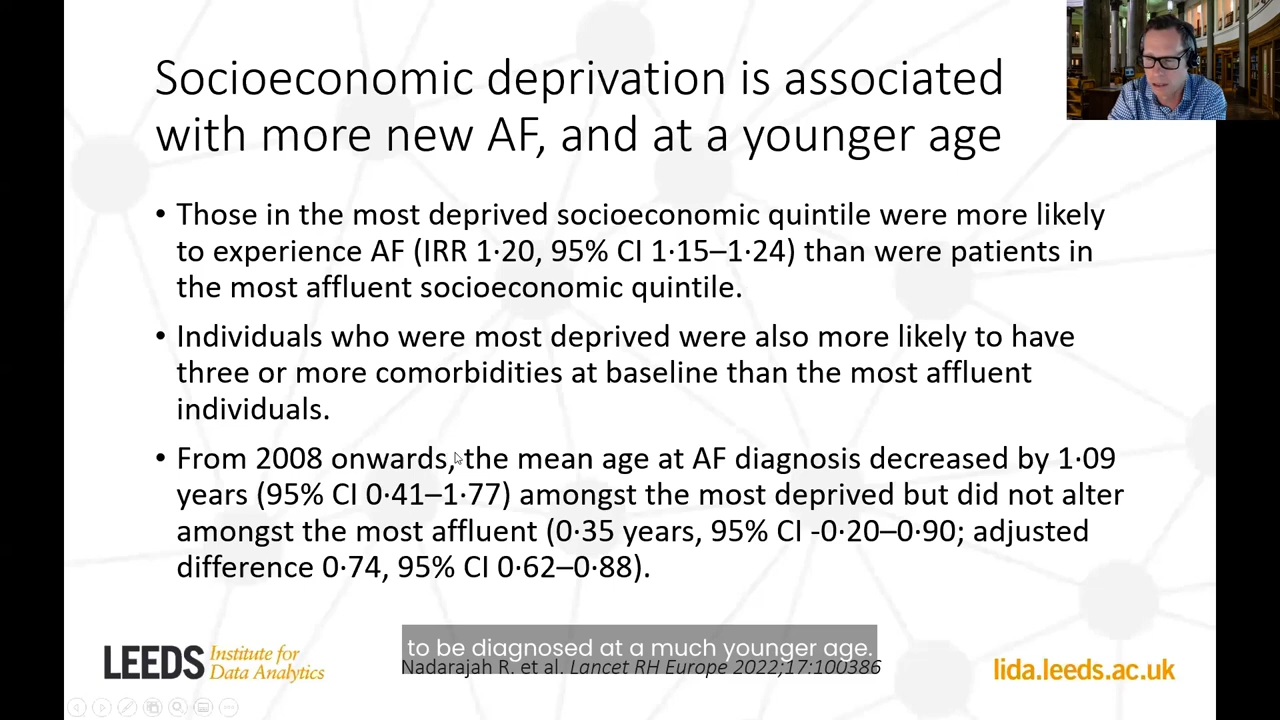 Socioeconomic deprivation is associated
with more new AF, and at a younger age
• Those in the most deprived socioeconomic quintile were more likely
to experience AF (IRR 1·20, 95% CI 1·15–1·24) than were patients in
the most affluent socioeconomic quintile.
• Individuals who were most deprived were also more likely to have
three or more comorbidities at baseline than the most affluent
individuals.
• From 2008 onwards, the mean age at AF diagnosis decreased by 1·09
years (95% CI 0·41–1·77) amongst the most deprived but did not alter
amongst the most affluent (0·35 years, 95% CI -0·20–0·90; adjusted
difference 0·74, 95% CI 0·62–0·88).
to be diagnosed at a much younger age.
Nadarajah R. et al. Lancet RH Europe 2022;17:100386
LEEDS Institute for
Data Analytics
lida.leeds.ac.uk